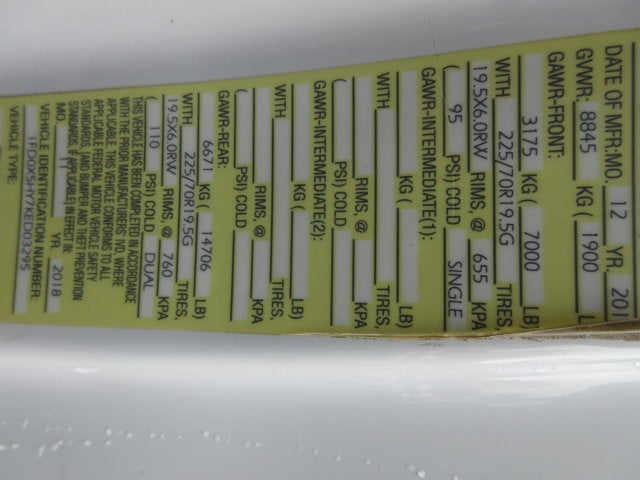 DATE OF MFR: MO. 12 YR. 201
GVWR: 8845 KG ( 1900 L
GAWR-FRONT:
3175 KG ( 7000 LB)
WITH 225/70R19.5G TIRES,
19.5X6.0RW RIMS, @ 655 KPA
( 95 PSI) COLD SINGLE
GAWR-INTERMEDIATE(1):
KG ( LB)
WITH TIRES,
RIMS, @ KPA
( PSI) COLD
GAWR-INTERMEDIATE(2):
KG ( LB)
WITH TIRES,
RIMS, @ KPA
( PSI) COLD
GAWR-REAR:
6671 KG ( 14706 LB)
WITH 225/70R19.5G TIRES,
19.5X6.0RW RIMS, @ 760 KPA
( 110 PSI) COLD DUAL
THIS VEHICLE HAS BEEN COMPLETED IN ACCORDANCE
WITH THE PRIOR MANUFACTURERS' IVD, WHERE
APPLICABLE. THIS VEHICLE CONFORMS TO ALL
APPLICABLE FEDERAL MOTOR VEHICLE SAFETY
STANDARDS, [AND BUMPER AND THEFT PREVENTION
STANDARDS, IF APPLICABLE] IN EFFECT IN
MO. YR. 2018
VEHICLE IDENTIFICATION NUMBER:
1FD0X5HY7KED03295
VEHICLE TYPE: